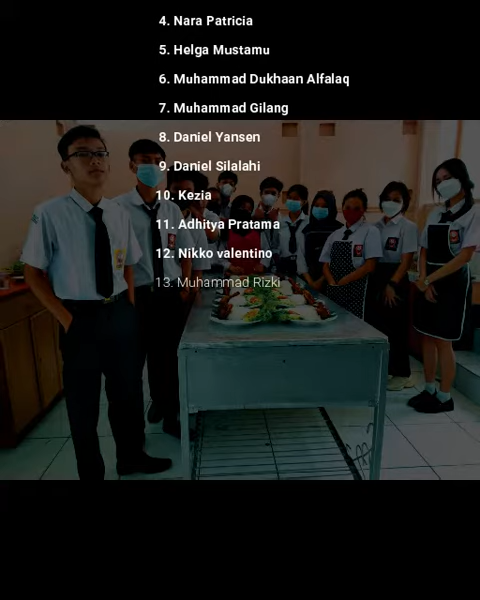 4. Nara Patricia
5. Helga Mustamu
6. Muhammad Dukhaan Alfalaq
7. Muhammad Gilang
8. Daniel Yansen
9. Daniel Silalahi
10. Kezia
11. Adhitya Pratama
12. Nikko valentino
13. Muhammad Rizki